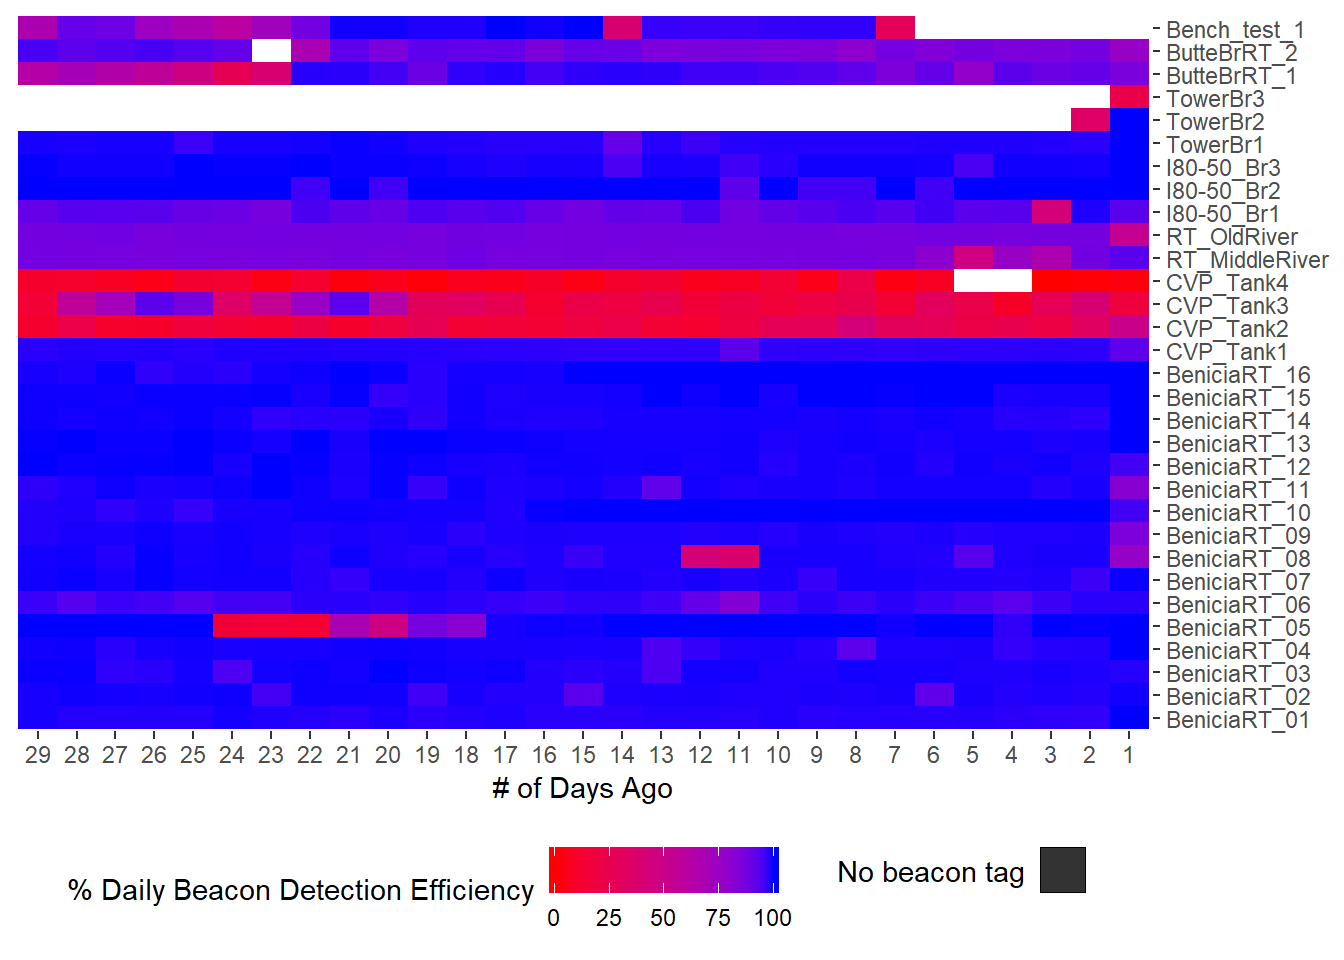 Bench_test_1
ButteBrRT_2
ButteBrRT_1
TowerBr3
TowerBr2
TowerBr1
I80-50_Br3
I80-50_Br2
I80-50_Br1
RT_OldRiver
RT_MiddleRiver
CVP_Tank4
CVP_Tank3
CVP_Tank2
CVP_Tank1
BeniciaRT_16
BeniciaRT_15
BeniciaRT_14
BeniciaRT_13
BeniciaRT_12
BeniciaRT_11
BeniciaRT_10
BeniciaRT_09
BeniciaRT_08
BeniciaRT_07
BeniciaRT_06
BeniciaRT_05
BeniciaRT_04
BeniciaRT_03
BeniciaRT_02
BeniciaRT_01
29 28 27 26 25 24 23 22 21 20 19 18 17 16 15 14 13 12 11 10 9 8 7 6 5 4 3 2 1
# of Days Ago
% Daily Beacon Detection Efficiency
0 25 50 75 100
No beacon tag